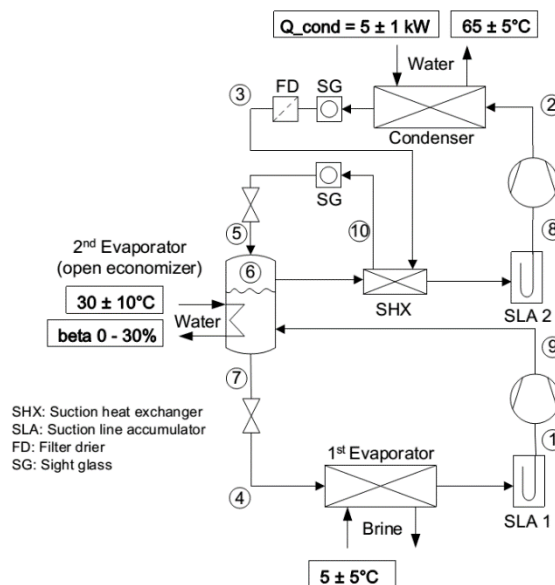 Q_cond = 5 ± 1 kW
65 ± 5°C
Water
③
FD
SG
②
Condenser
SG
⑤
⑩
⑧
2nd Evaporator
(open economizer)
⑥
30 ± 10°C
Water
beta 0 - 30%
SHX
SLA 2
⑨
⑦
SHX: Suction heat exchanger
SLA: Suction line accumulator
FD: Filter drier
SG: Sight glass
1st Evaporator
①
④
SLA 1
Brine
5 ± 5°C